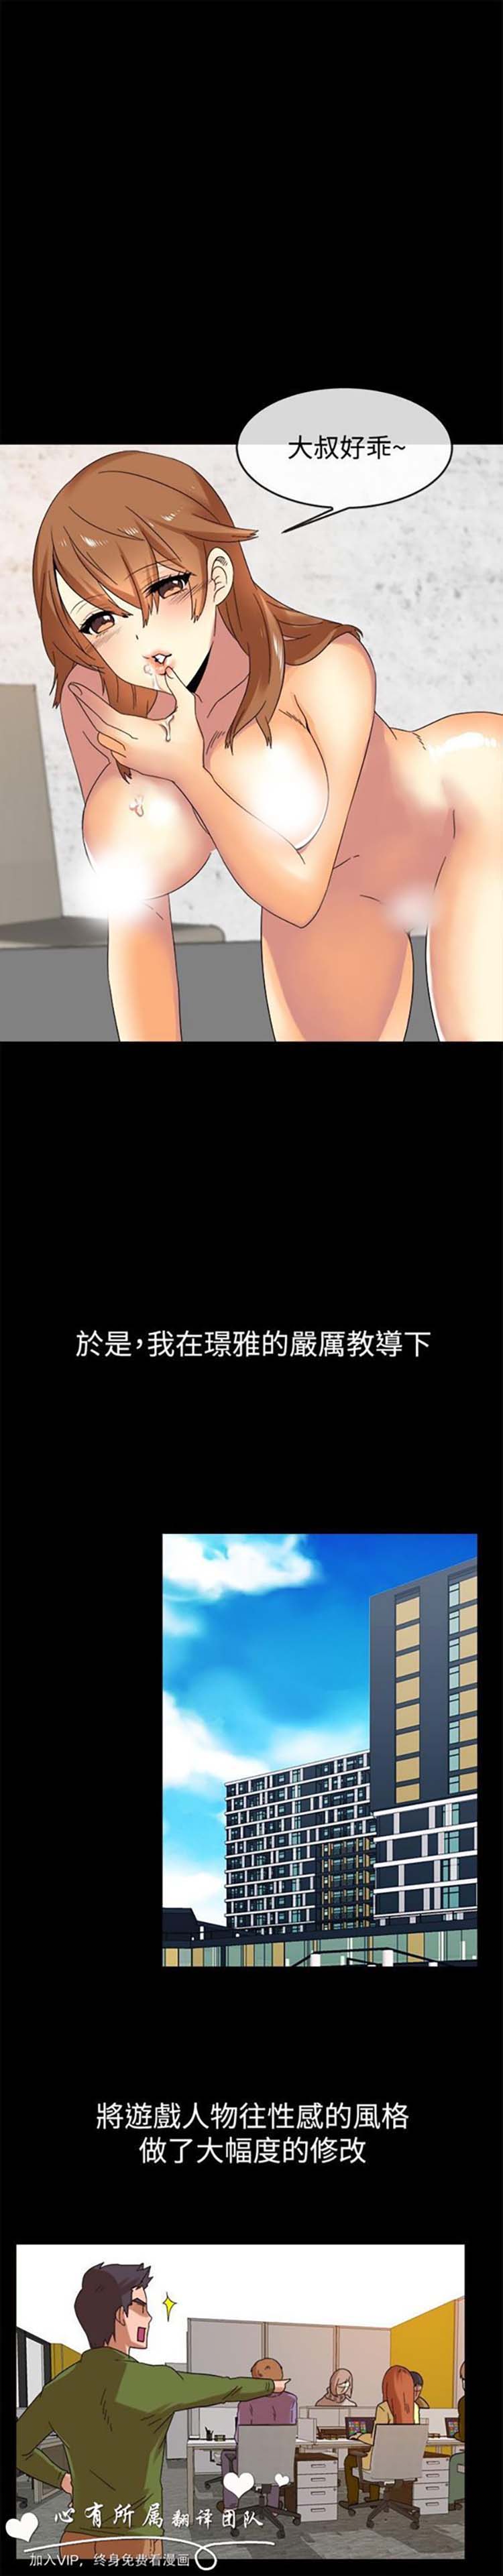 大叔好乖~
於是，我在璟雅的嚴厲教導下
將遊戲人物往性感的風格
做了大幅度的修改
心有所属翻译团队
加入VIP，终身免费看漫画